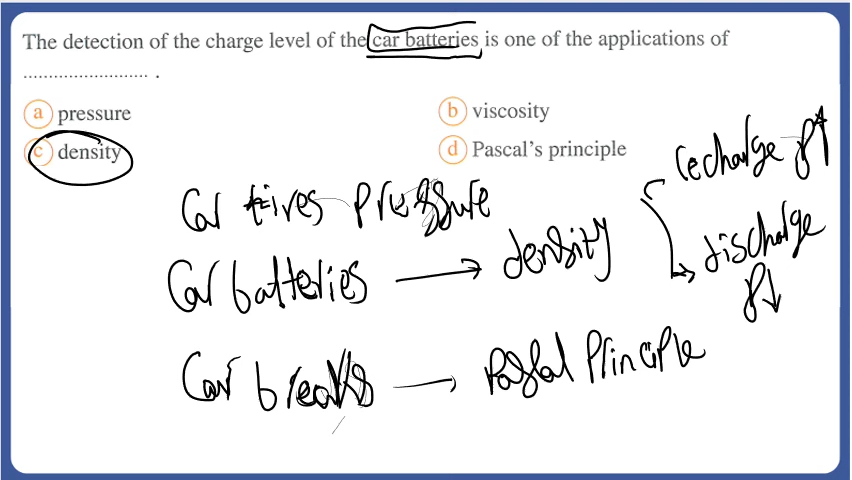 The detection of the charge level of the car batteries is one of the applications of
......................... .
a pressure
b viscosity
c density
d Pascal's principle
recharge ρ↑
Car tires pressure
Car batteries → density
discharge
ρ↓
Car breaks → Pascal Principle